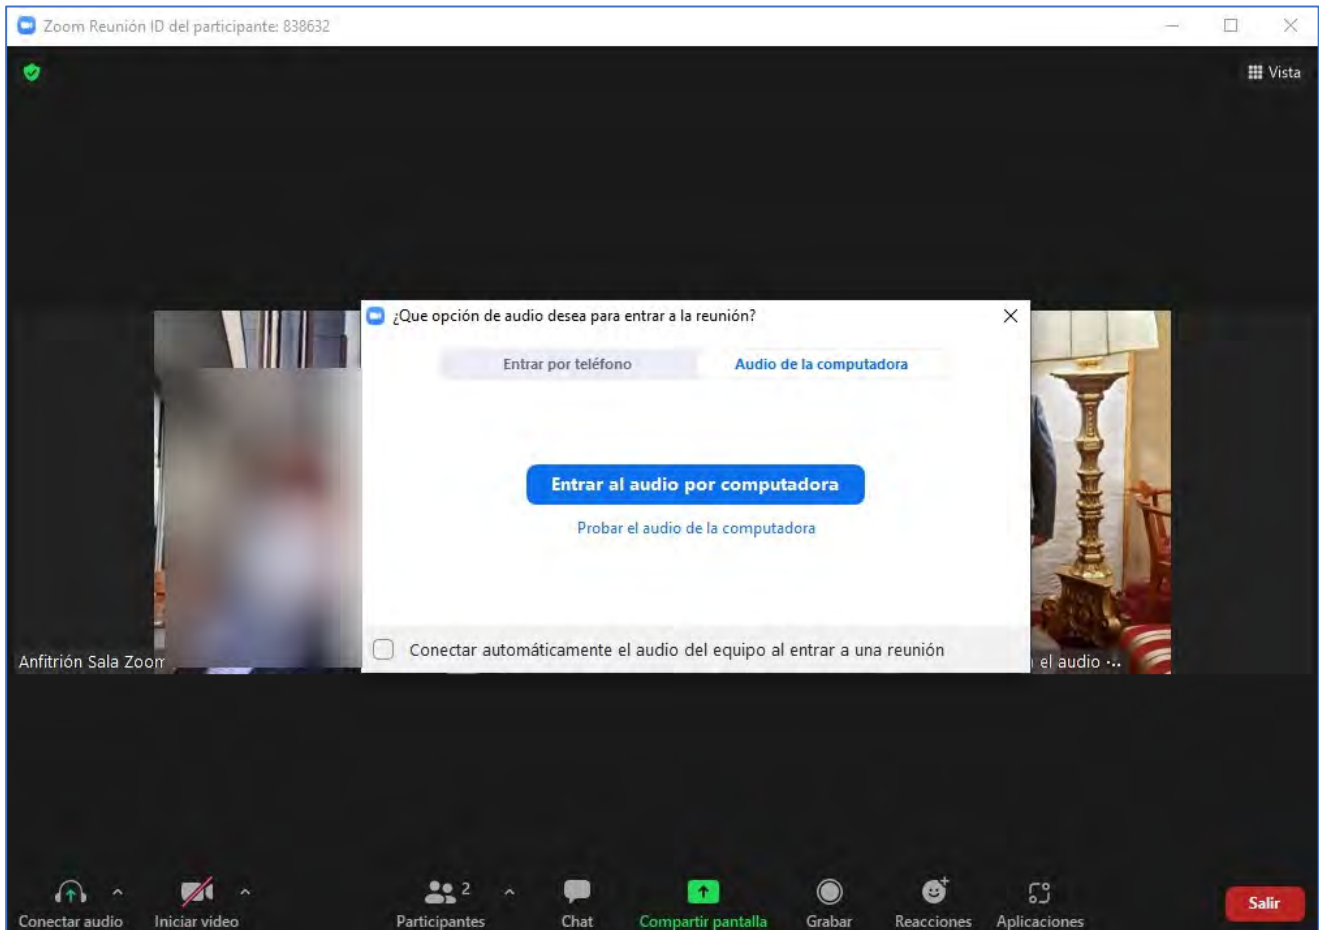 Zoom Reunión ID del participante: 838632
Vista
¿Que opción de audio desea para entrar a la reunión?
Entrar por teléfono
Audio de la computadora
Entrar al audio por computadora
Probar el audio de la computadora
Conectar automáticamente el audio del equipo al entrar a una reunión
Anfitrión Sala Zoom
el audio ·..
Conectar audio
Iniciar video
2
Participantes
Chat
Compartir pantalla
Grabar
Reacciones
Aplicaciones
Salir